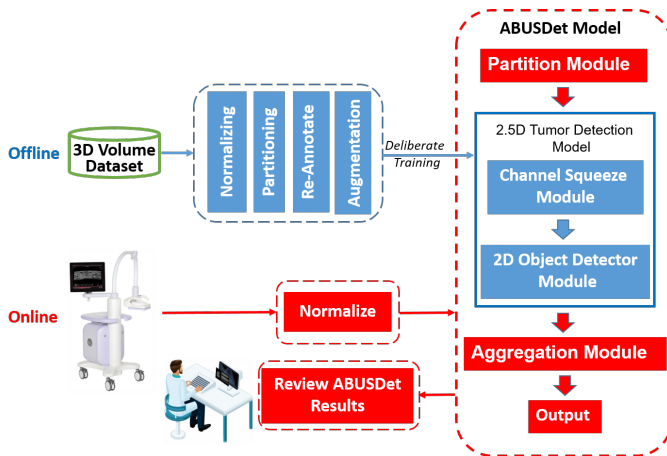 ABUSDet Model
Partition Module
2.5D Tumor Detection
Model
Channel Squeeze
Module
2D Object Detector
Module
Aggregation Module
Output
Offline
3D Volume
Dataset
Normalizing
Partitioning
Re-Annotate
Augmentation
Deliberate
Training
Online
Normalize
Review ABUSDet
Results